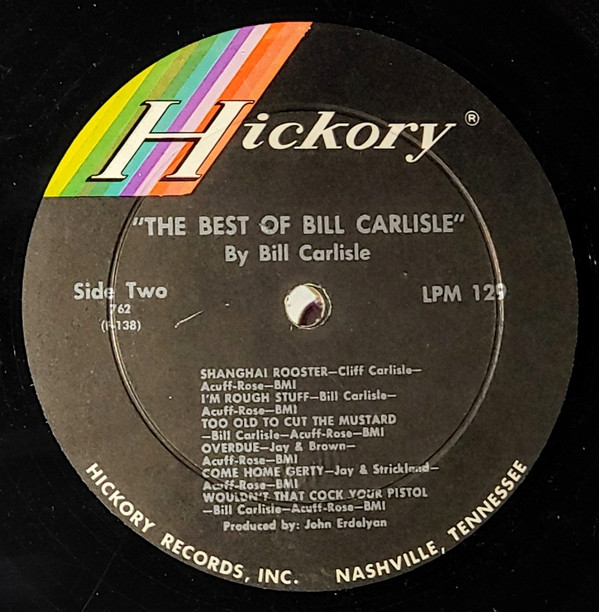 Hickory®
"THE BEST OF BILL CARLISLE"
By Bill Carlisle
Side Two
LPM 129
762
(P-138)
SHANGHAI ROOSTER—Cliff Carlisle—
Acuff-Rose—BMI
I'M ROUGH STUFF—Bill Carlisle—
Acuff-Rose—BMI
TOO OLD TO CUT THE MUSTARD
—Bill Carlisle—Acuff-Rose—BMI
OVERDUE—Jay & Brown—
Acuff-Rose—BMI
COME HOME GERTY—Jay & Strickland—
Acuff-Rose—BMI
WOULDN'T THAT COCK YOUR PISTOL
—Bill Carlisle—Acuff-Rose—BMI
Produced by: John Erdelyan
HICKORY RECORDS, INC. NASHVILLE, TENNESSEE